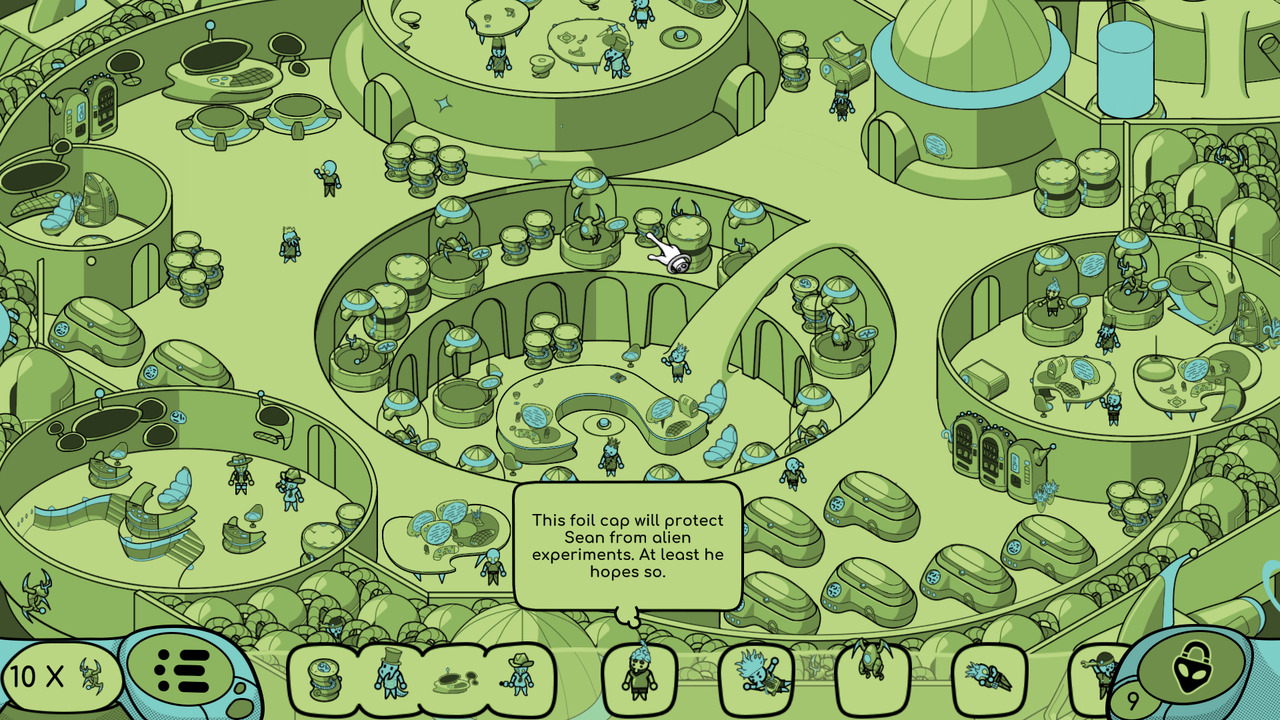 This foil cap will protect
Sean from alien
experiments. At least he
hopes so.
10 X
9